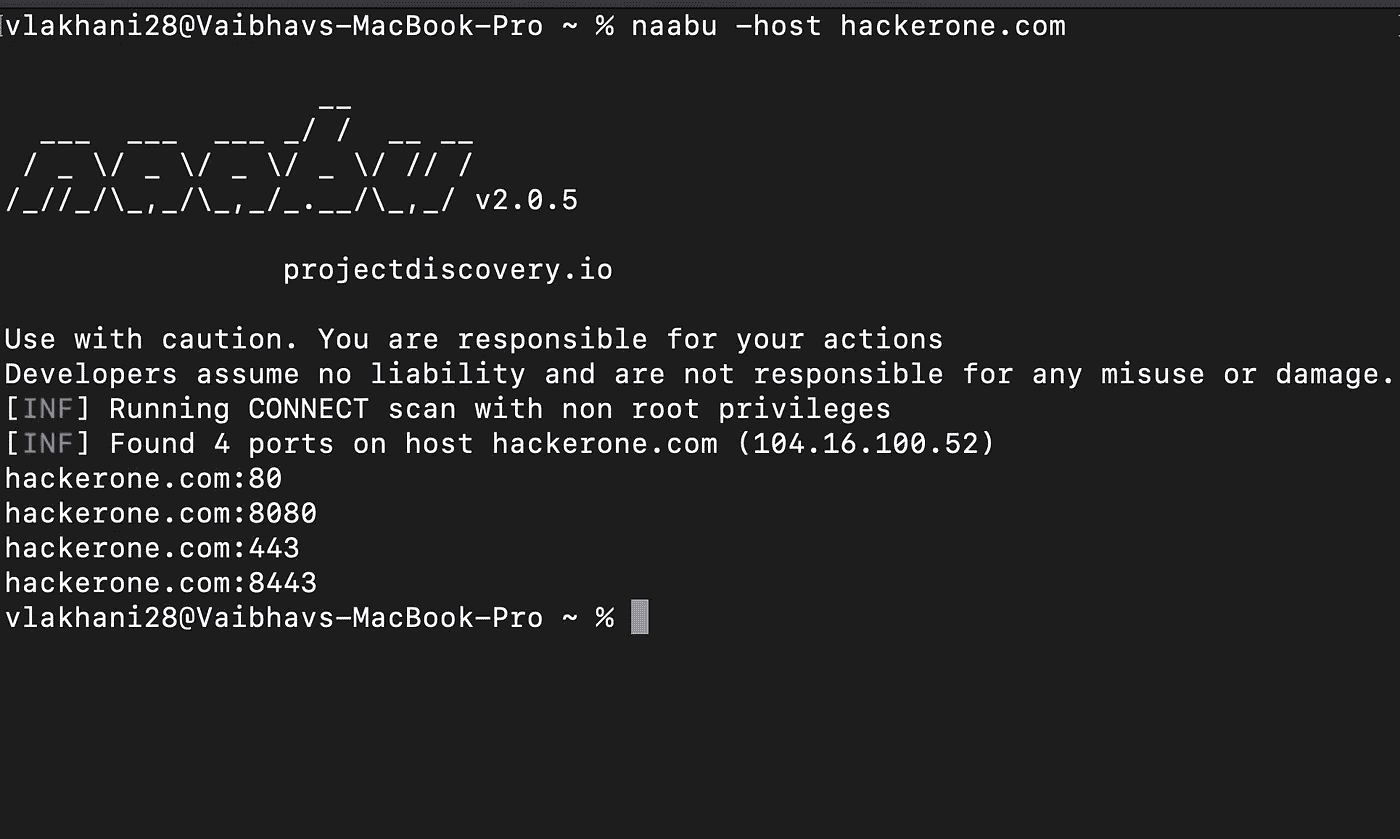 vlakhani28@Vaibhavs-MacBook-Pro ~ % naabu -host hackerone.com
                  __
  ___  ___  ___ _/ /  __ __
 / _ \/ _ \/ _ \/ _ \/ // /
/_//_/\_,_/\_,_/_.__/\_,_/ v2.0.5
projectdiscovery.io
Use with caution. You are responsible for your actions
Developers assume no liability and are not responsible for any misuse or damage.
[INF] Running CONNECT scan with non root privileges
[INF] Found 4 ports on host hackerone.com (104.16.100.52)
hackerone.com:80
hackerone.com:8080
hackerone.com:443
hackerone.com:8443
vlakhani28@Vaibhavs-MacBook-Pro ~ %